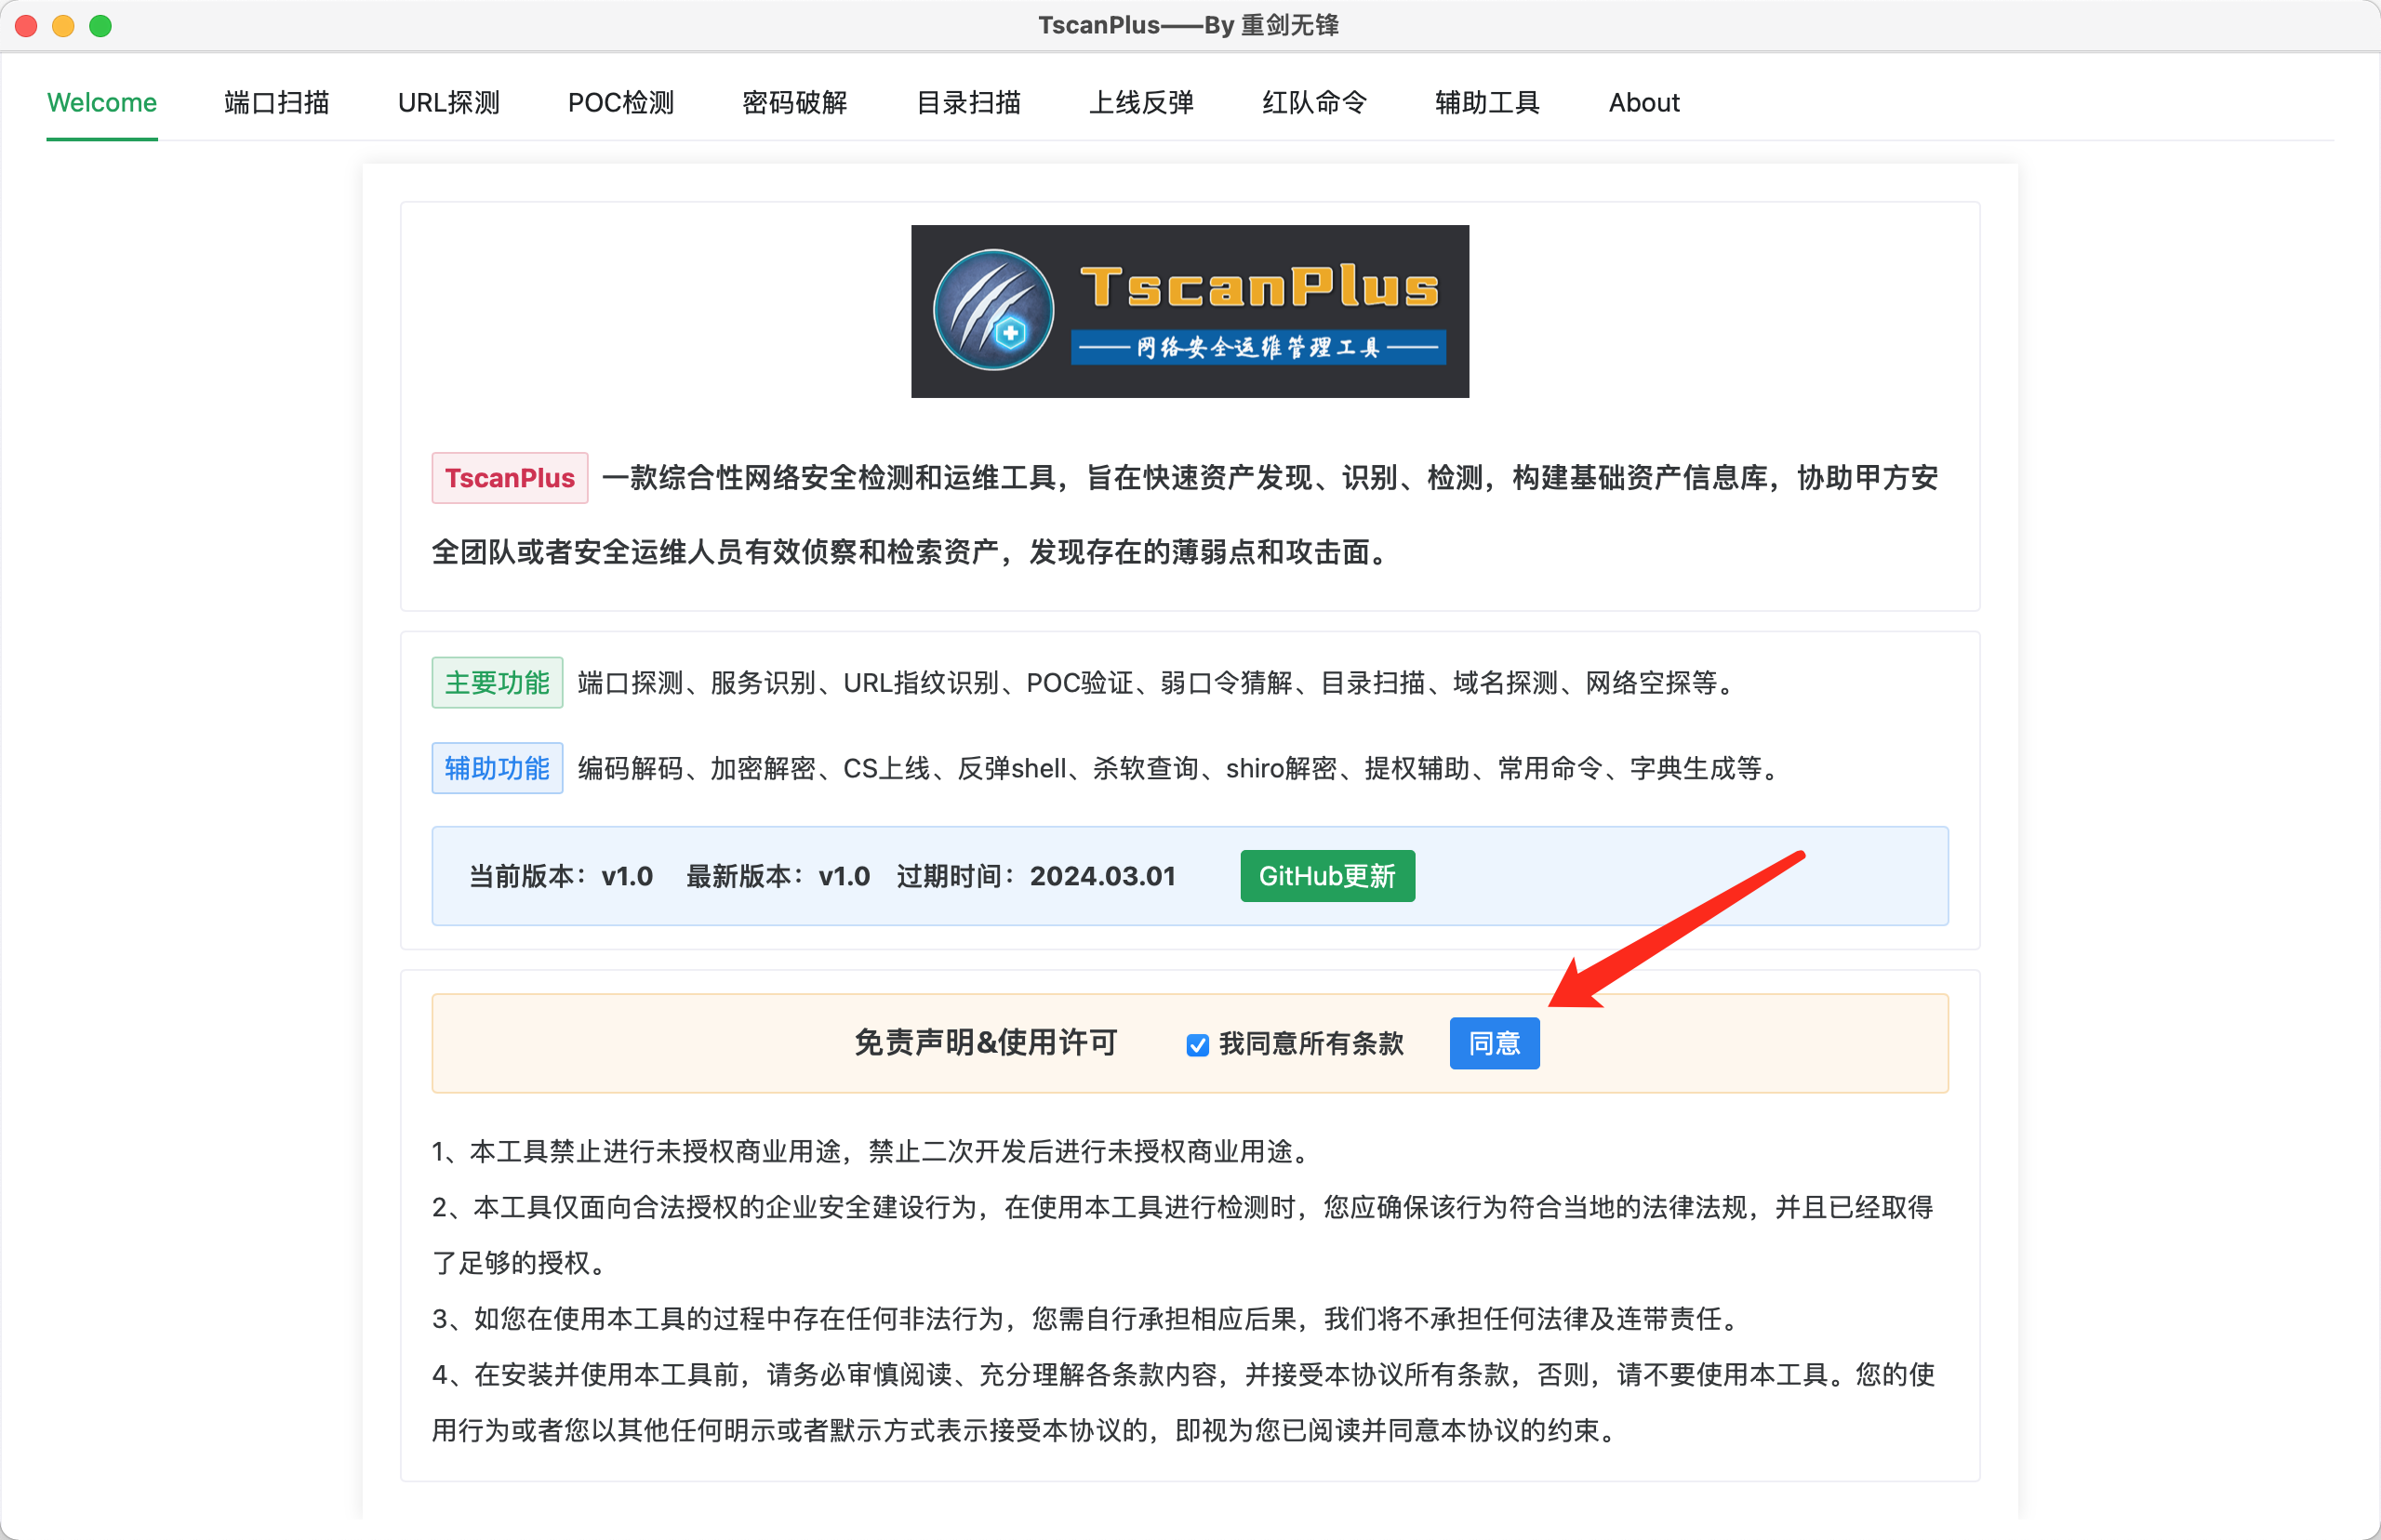 TscanPlus——By 重剑无锋
Welcome 端口扫描 URL探测 POC检测 密码破解 目录扫描 上线反弹 红队命令 辅助工具 About
TscanPlus
网络安全运维管理工具
TscanPlus 一款综合性网络安全检测和运维工具，旨在快速资产发现、识别、检测，构建基础资产信息库，协助甲方安
全团队或者安全运维人员有效侦察和检索资产，发现存在的薄弱点和攻击面。
主要功能 端口探测、服务识别、URL指纹识别、POC验证、弱口令猜解、目录扫描、域名探测、网络空探等。
辅助功能 编码解码、加密解密、CS上线、反弹shell、杀软查询、shiro解密、提权辅助、常用命令、字典生成等。
当前版本：v1.0 最新版本：v1.0 过期时间：2024.03.01 GitHub更新
免责声明&使用许可 我同意所有条款 同意
1、本工具禁止进行未授权商业用途，禁止二次开发后进行未授权商业用途。
2、本工具仅面向合法授权的企业安全建设行为，在使用本工具进行检测时，您应确保该行为符合当地的法律法规，并且已经取得
了足够的授权。
3、如您在使用本工具的过程中存在任何非法行为，您需自行承担相应后果，我们将不承担任何法律及连带责任。
4、在安装并使用本工具前，请务必审慎阅读、充分理解各条款内容，并接受本协议所有条款，否则，请不要使用本工具。您的使
用行为或者您以其他任何明示或者默示方式表示接受本协议的，即视为您已阅读并同意本协议的约束。